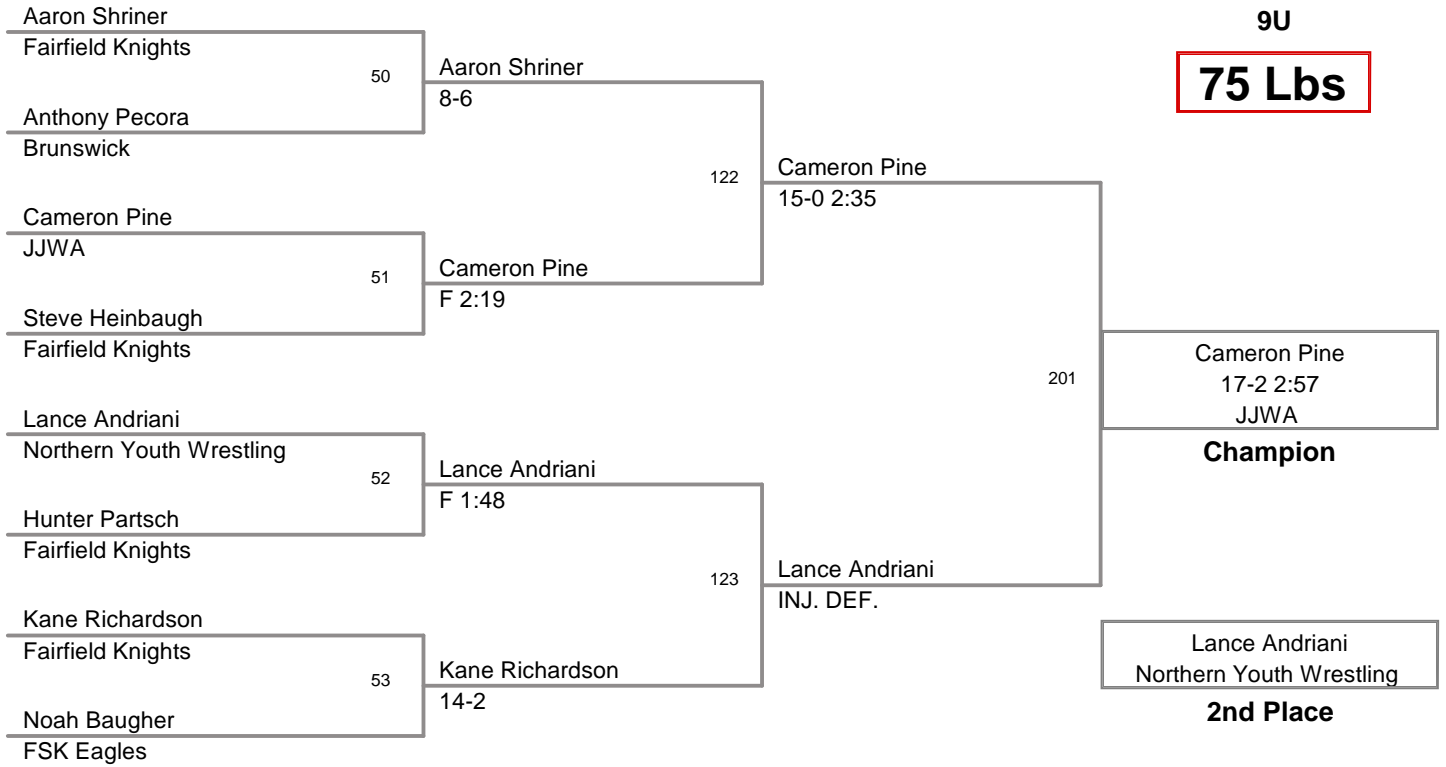 9U
75 Lbs
Aaron Shriner
Fairfield Knights
50
Anthony Pecora
Brunswick
Aaron Shriner
8-6
Cameron Pine
JJWA
51
Steve Heinbaugh
Fairfield Knights
Cameron Pine
F 2:19
122
Cameron Pine
15-0 2:35
Lance Andriani
Northern Youth Wrestling
52
Hunter Partsch
Fairfield Knights
Lance Andriani
F 1:48
Kane Richardson
Fairfield Knights
53
Noah Baugher
FSK Eagles
Kane Richardson
14-2
123
Lance Andriani
INJ. DEF.
201
Cameron Pine
17-2 2:57
JJWA
Champion
Lance Andriani
Northern Youth Wrestling
2nd Place